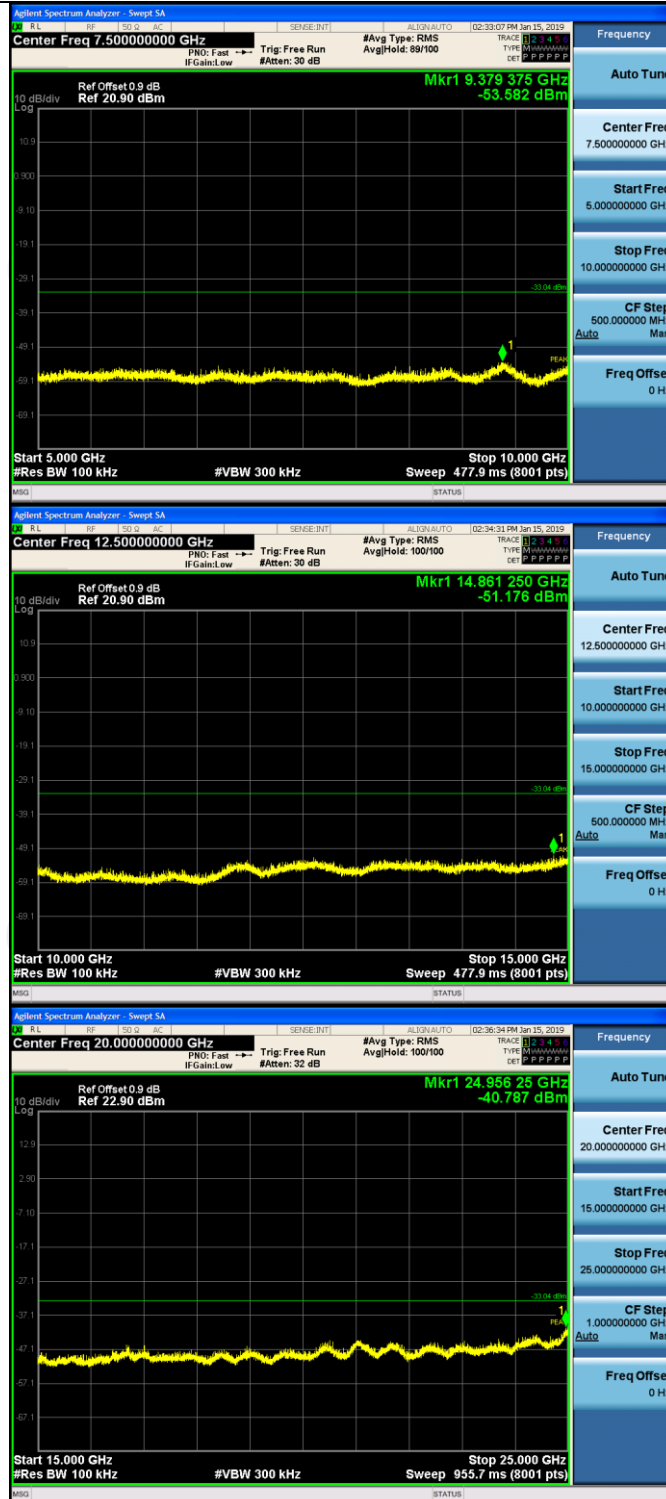 Agilent Spectrum Analyzer - Swept SA
RL RF 50 Ω AC SENSE:INT ALIGN AUTO 02:33:07 PM Jan 15, 2019
Center Freq 7.500000000 GHz #Avg Type: RMS TRACE 1 2 3 4 5 6
PNO: Fast Trig: Free Run Avg|Hold: 89/100 TYPE M
IFGain:Low #Atten: 30 dB DET P P P P P P
Mkr1 9.379 375 GHz
Ref Offset 0.9 dB
10 dB/div Ref 20.90 dBm -53.582 dBm
Log
10.9
0.900
-9.10
-19.1
-29.1
-33.04 dBm
-39.1
-49.1
1
PEAK
-59.1
-69.1
Start 5.000 GHz Stop 10.000 GHz
#Res BW 100 kHz #VBW 300 kHz Sweep 477.9 ms (8001 pts)
MSG STATUS
Frequency
Auto Tune
Center Freq
7.500000000 GH
Start Freq
5.000000000 GH
Stop Freq
10.000000000 GH
CF Step
500.000000 MH
Auto Ma
Freq Offse
0 H
Agilent Spectrum Analyzer - Swept SA
RL RF 50 Ω AC SENSE:INT ALIGN AUTO 02:34:31 PM Jan 15, 2019
Center Freq 12.500000000 GHz #Avg Type: RMS TRACE 1 2 3 4 5 6
PNO: Fast Trig: Free Run Avg|Hold: 100/100 TYPE M
IFGain:Low #Atten: 30 dB DET P P P P P P
Mkr1 14.861 250 GHz
Ref Offset 0.9 dB
10 dB/div Ref 20.90 dBm -51.176 dBm
Log
10.9
0.900
-9.10
-19.1
-29.1
-33.04 dBm
-39.1
1
-49.1
-59.1
-69.1
Start 10.000 GHz Stop 15.000 GHz
#Res BW 100 kHz #VBW 300 kHz Sweep 477.9 ms (8001 pts)
MSG STATUS
Frequency
Auto Tune
Center Freq
12.500000000 GH
Start Freq
10.000000000 GH
Stop Freq
15.000000000 GH
CF Step
500.000000 MH
Auto Ma
Freq Offse
0 H
Agilent Spectrum Analyzer - Swept SA
RL RF 50 Ω AC SENSE:INT ALIGN AUTO 02:36:34 PM Jan 15, 2019
Center Freq 20.000000000 GHz #Avg Type: RMS TRACE 1 2 3 4 5 6
PNO: Fast Trig: Free Run Avg|Hold: 100/100 TYPE M
IFGain:Low #Atten: 32 dB DET P P P P P P
Mkr1 24.956 25 GHz
Ref Offset 0.9 dB
10 dB/div Ref 22.90 dBm -40.787 dBm
Log
12.9
2.90
-7.10
-17.1
-27.1
-33.04 dBm
-37.1
1
-47.1
-57.1
-67.1
Start 15.000 GHz Stop 25.000 GHz
#Res BW 100 kHz #VBW 300 kHz Sweep 955.7 ms (8001 pts)
MSG STATUS
Frequency
Auto Tune
Center Freq
20.000000000 GH
Start Freq
15.000000000 GH
Stop Freq
25.000000000 GH
CF Step
1.000000000 GH
Auto Ma
Freq Offse
0 H